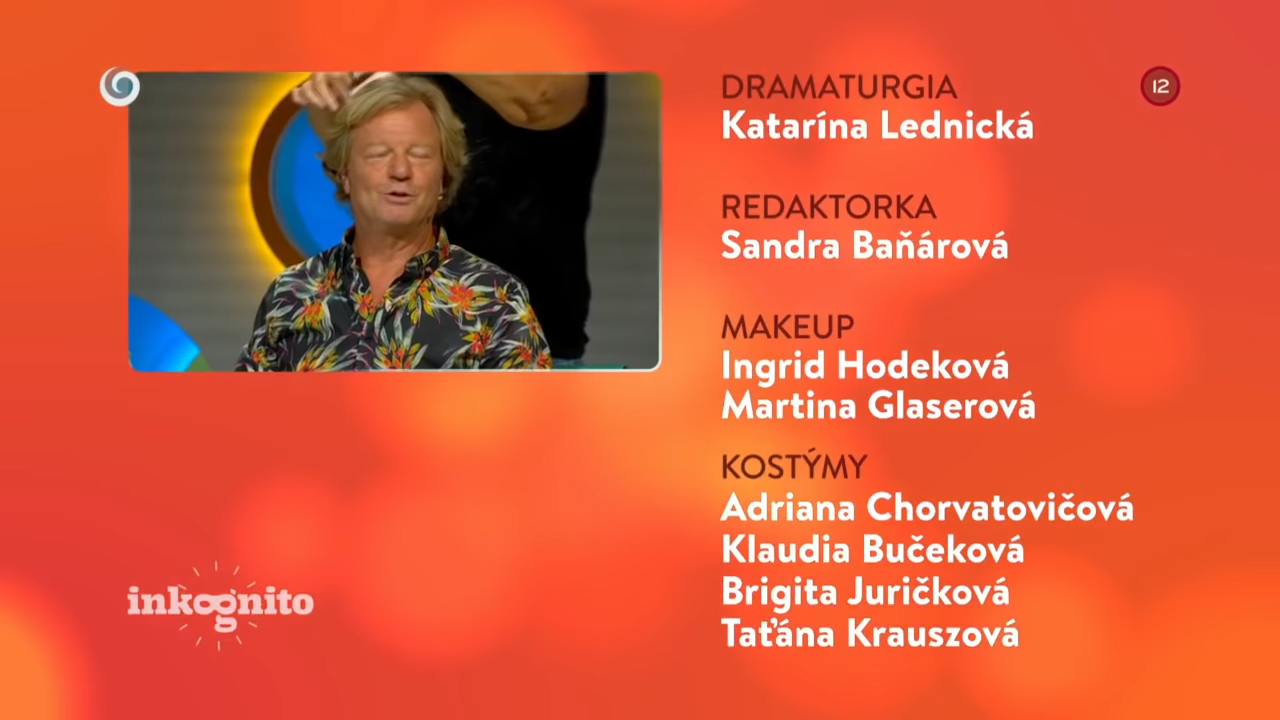 12
DRAMATURGIA
Katarína Lednická
REDAKTORKA
Sandra Baňárová
MAKEUP
Ingrid Hodeková
Martina Glaserová
KOSTÝMY
Adriana Chorvatovičová
Klaudia Bučeková
Brigita Juričková
Taťána Krauszová
inkognito